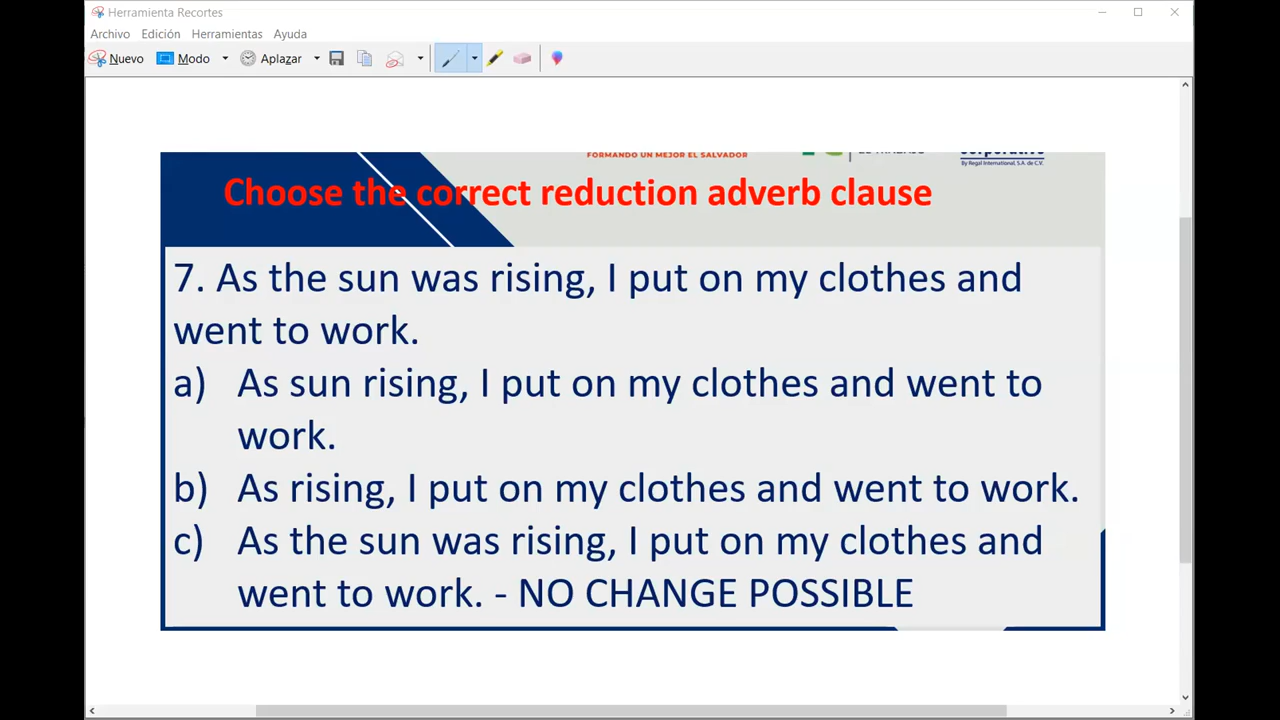 Herramienta Recortes
Archivo Edición Herramientas Ayuda
Nuevo Modo Aplazar
FORMANDO UN MEJOR EL SALVADOR
By Regal International, S.A. de C.V.
Choose the correct reduction adverb clause
7. As the sun was rising, I put on my clothes and
went to work.
a) As sun rising, I put on my clothes and went to
work.
b) As rising, I put on my clothes and went to work.
c) As the sun was rising, I put on my clothes and
went to work. - NO CHANGE POSSIBLE